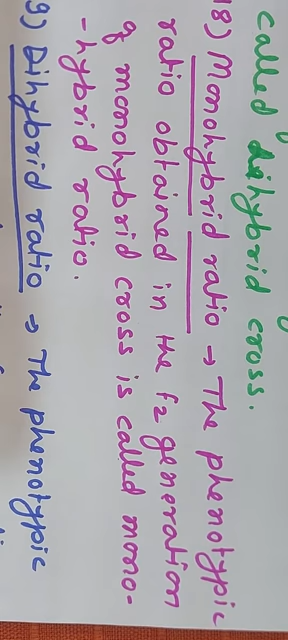 called dihybrid cross.
18) Monohybrid ratio → The phenotypic
ratio obtained in the f2 generation
of monohybrid cross is called mono-
-hybrid ratio.
9) Dihybrid ratio → The phenotypic